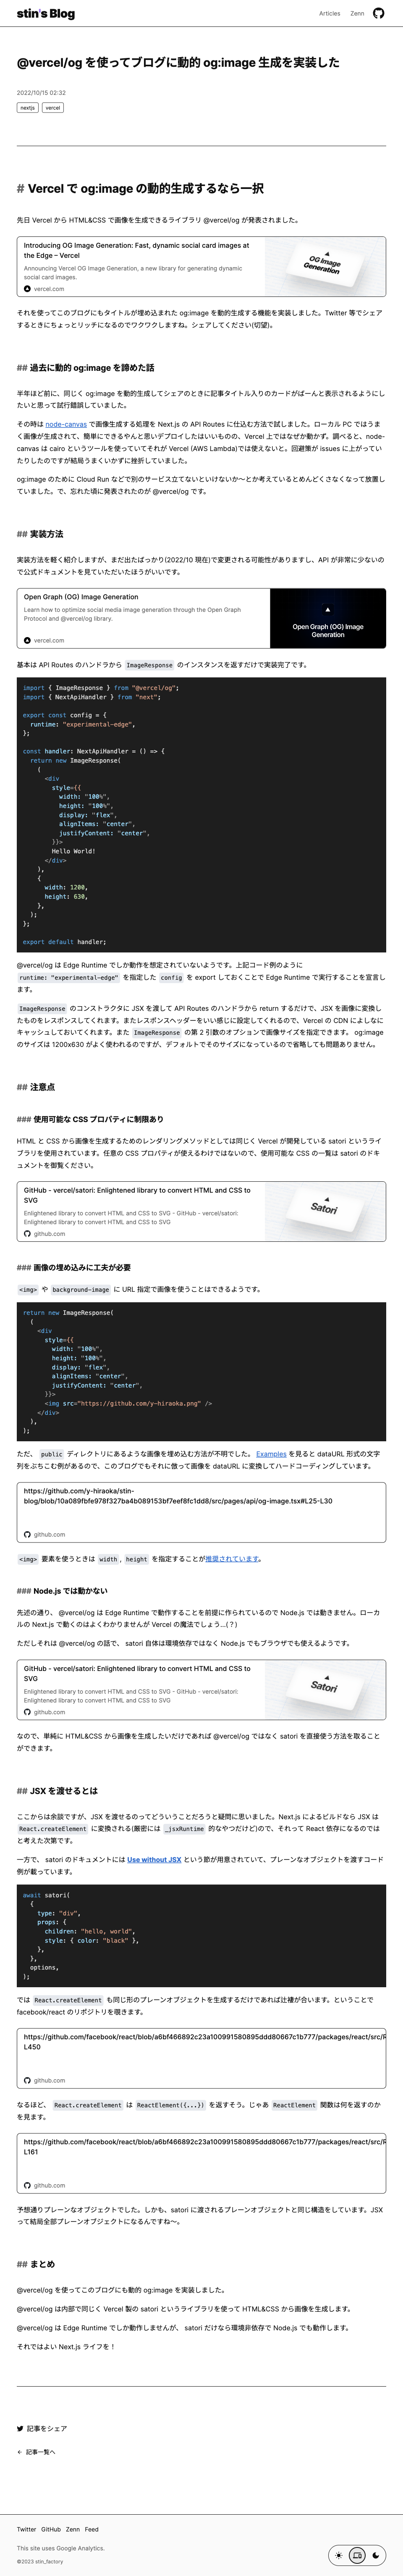 stin's Blog
Articles Zenn
@vercel/og を使ってブログに動的 og:image 生成を実装した
2022/10/15 02:32
nextjs vercel
# Vercel で og:image の動的生成するなら一択
先日 Vercel から HTML&CSS で画像を生成できるライブラリ @vercel/og が発表されました。
Introducing OG Image Generation: Fast, dynamic social card images at
the Edge – Vercel
Announcing Vercel OG Image Generation, a new library for generating dynamic
social card images.
vercel.com
OG Image
Generation
それを使ってこのブログにもタイトルが埋め込まれた og:image を動的生成する機能を実装しました。Twitter 等でシェア
するときにちょっとリッチになるのでワクワクしますね。シェアしてください(切望)。
## 過去に動的 og:image を諦めた話
半年ほど前に、同じく og:image を動的生成してシェアのときに記事タイトル入りのカードがばーんと表示されるようにし
たいと思って試行錯誤していました。
その時は node-canvas で画像生成する処理を Next.js の API Routes に仕込む方法で試しました。ローカル PC ではうま
く画像が生成されて、簡単にできるやんと思いデプロイしたはいいものの、Vercel 上ではなぜか動かず。調べると、node-
canvas は cairo というツールを使っていてそれが Vercel (AWS Lambda)では使えないと。回避策が issues に上がってい
たりしたのですが結局うまくいかずに挫折しました。
og:image のために Cloud Run などで別のサービス立てないといけないか〜とか考えているとめんどくさくなくなって放置し
ていました。で、忘れた頃に発表されたのが @vercel/og です。
## 実装方法
実装方法を軽く紹介しますが、まだ出たばっかり(2022/10 現在)で変更される可能性がありますし、API が非常に少ないの
で公式ドキュメントを見ていただいたほうがいいです。
Open Graph (OG) Image Generation
Learn how to optimize social media image generation through the Open Graph
Protocol and @vercel/og library.
vercel.com
Open Graph (OG) Image
Generation
基本は API Routes のハンドラから ImageResponse のインスタンスを返すだけで実装完了です。
import { ImageResponse } from "@vercel/og";
import { NextApiHandler } from "next";
export const config = {
runtime: "experimental-edge",
};
const handler: NextApiHandler = () => {
return new ImageResponse(
(
<div
style={{
width: "100%",
height: "100%",
display: "flex",
alignItems: "center",
justifyContent: "center",
}}>
Hello World!
</div>
),
{
width: 1200,
height: 630,
},
);
};
export default handler;
@vercel/og は Edge Runtime でしか動作を想定されていないようです。上記コード例のように
runtime: "experimental-edge" を指定した config を export しておくことで Edge Runtime で実行することを宣言し
ます。
ImageResponse のコンストラクタに JSX を渡して API Routes のハンドラから return するだけで、JSX を画像に変換し
たものをレスポンスしてくれます。またレスポンスヘッダーをいい感じに設定してくれるので、Vercel の CDN によしなに
キャッシュしておいてくれます。また ImageResponse の第 2 引数のオプションで画像サイズを指定できます。 og:image
のサイズは 1200x630 がよく使われるのですが、デフォルトでそのサイズになっているので省略しても問題ありません。
## 注意点
### 使用可能な CSS プロパティに制限あり
HTML と CSS から画像を生成するためのレンダリングメソッドとしては同じく Vercel が開発している satori というライ
ブラリを使用されています。任意の CSS プロパティが使えるわけではないので、使用可能な CSS の一覧は satori のドキ
ュメントを御覧ください。
GitHub - vercel/satori: Enlightened library to convert HTML and CSS to
SVG
Enlightened library to convert HTML and CSS to SVG - GitHub - vercel/satori:
Enlightened library to convert HTML and CSS to SVG
github.com
Satori
### 画像の埋め込みに工夫が必要
<img> や background-image に URL 指定で画像を使うことはできるようです。
return new ImageResponse(
(
<div
style={{
width: "100%",
height: "100%",
display: "flex",
alignItems: "center",
justifyContent: "center",
}}>
<img src="https://github.com/y-hiraoka.png" />
</div>
),
);
ただ、 public ディレクトリにあるような画像を埋め込む方法が不明でした。 Examples を見ると dataURL 形式の文字
列をぶちこむ例があるので、このブログでもそれに倣って画像を dataURL に変換してハードコーディングしています。
https://github.com/y-hiraoka/stin-
blog/blob/10a089fbfe978f327ba4b089153bf7eef8fc1dd8/src/pages/api/og-image.tsx#L25-L30
github.com
<img> 要素を使うときは width , height を指定することが推奨されています。
### Node.js では動かない
先述の通り、 @vercel/og は Edge Runtime で動作することを前提に作られているので Node.js では動きません。ローカ
ルの Next.js で動くのはよくわかりませんが Vercel の魔法でしょう...(？)
ただしそれは @vercel/og の話で、 satori 自体は環境依存ではなく Node.js でもブラウザでも使えるようです。
GitHub - vercel/satori: Enlightened library to convert HTML and CSS to
SVG
Enlightened library to convert HTML and CSS to SVG - GitHub - vercel/satori:
Enlightened library to convert HTML and CSS to SVG
github.com
Satori
なので、単純に HTML&CSS から画像を生成したいだけであれば @vercel/og ではなく satori を直接使う方法を取ること
ができます。
## JSX を渡せるとは
ここからは余談ですが、JSX を渡せるのってどういうことだろうと疑問に思いました。Next.js によるビルドなら JSX は
React.createElement に変換される(厳密には _jsxRuntime 的なやつだけど)ので、それって React 依存になるのでは
と考えた次第です。
一方で、 satori のドキュメントには Use without JSX という節が用意されていて、プレーンなオブジェクトを渡すコード
例が載っています。
await satori(
{
type: "div",
props: {
children: "hello, world",
style: { color: "black" },
},
},
options,
);
では React.createElement も同じ形のプレーンオブジェクトを生成するだけであれば辻褄が合います。ということで
facebook/react のリポジトリを覗きます。
https://github.com/facebook/react/blob/a6bf466892c23a100991580895ddd80667c1b777/packages/react/src/R
L450
github.com
なるほど、 React.createElement は ReactElement({...}) を返すそう。じゃあ ReactElement 関数は何を返すのか
を見ます。
https://github.com/facebook/react/blob/a6bf466892c23a100991580895ddd80667c1b777/packages/react/src/R
L161
github.com
予想通りプレーンなオブジェクトでした。しかも、satori に渡されるプレーンオブジェクトと同じ構造をしています。JSX
って結局全部プレーンオブジェクトになるんですね〜。
## まとめ
@vercel/og を使ってこのブログにも動的 og:image を実装しました。
@vercel/og は内部で同じく Vercel 製の satori というライブラリを使って HTML&CSS から画像を生成します。
@vercel/og は Edge Runtime でしか動作しませんが、 satori だけなら環境非依存で Node.js でも動作します。
それではよい Next.js ライフを！
記事をシェア
← 記事一覧へ
Twitter GitHub Zenn Feed
This site uses Google Analytics.
©2023 stin_factory